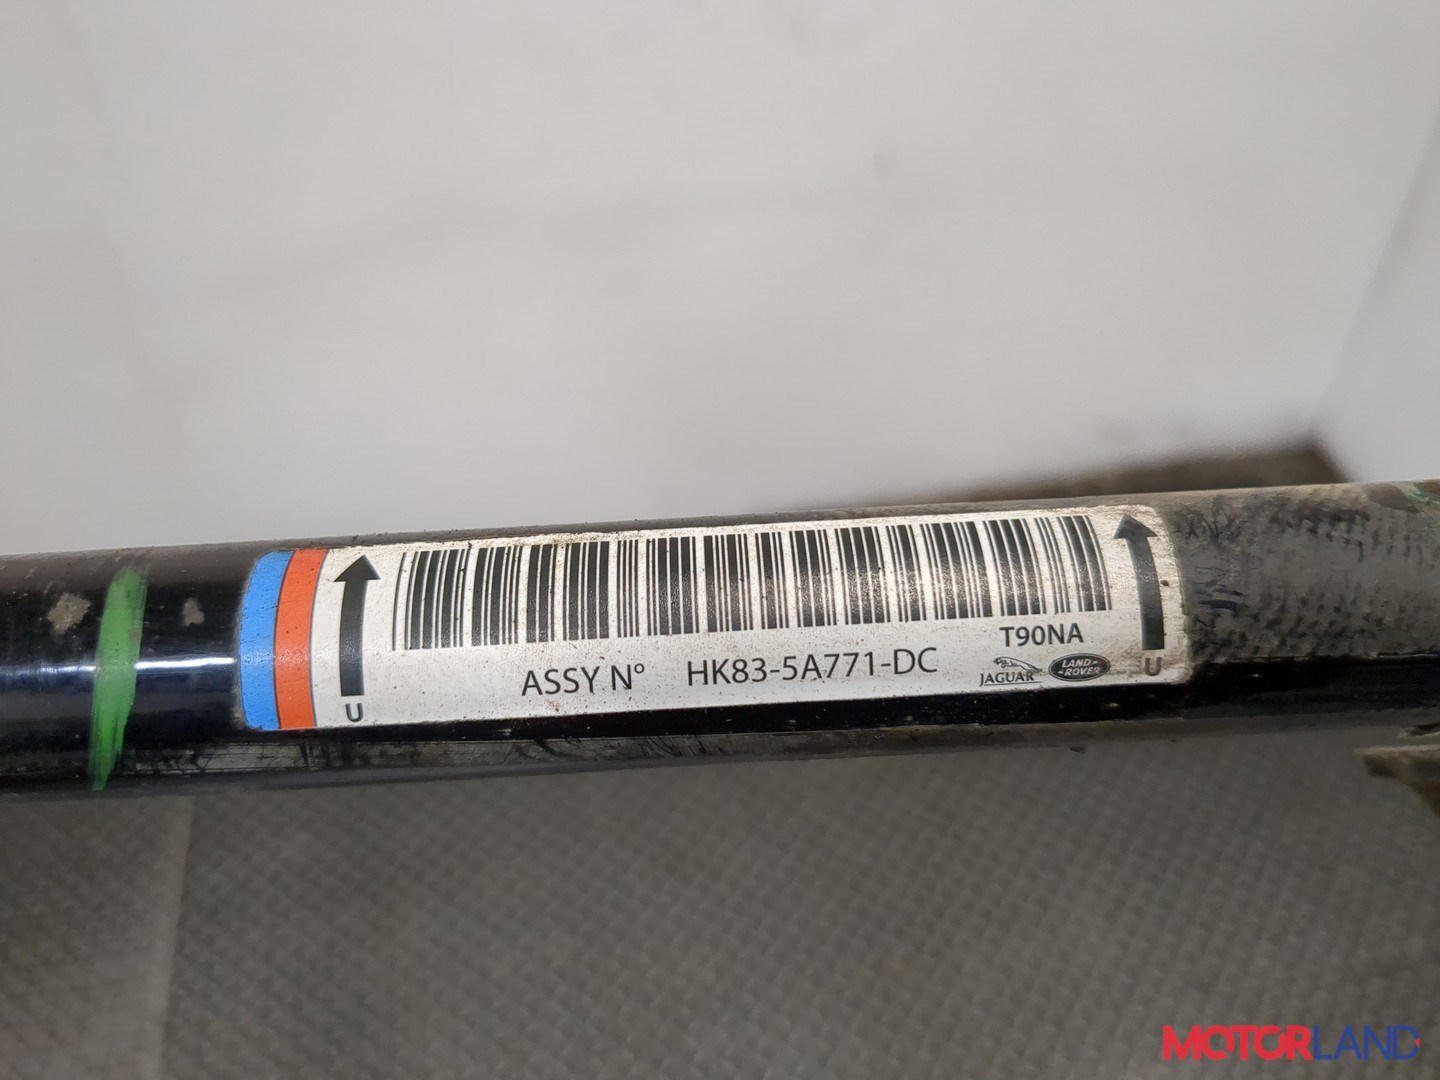 T90NA
ASSY N° HK83-5A771-DC
JAGUAR LAND-ROVER
U U
MOTORLAND